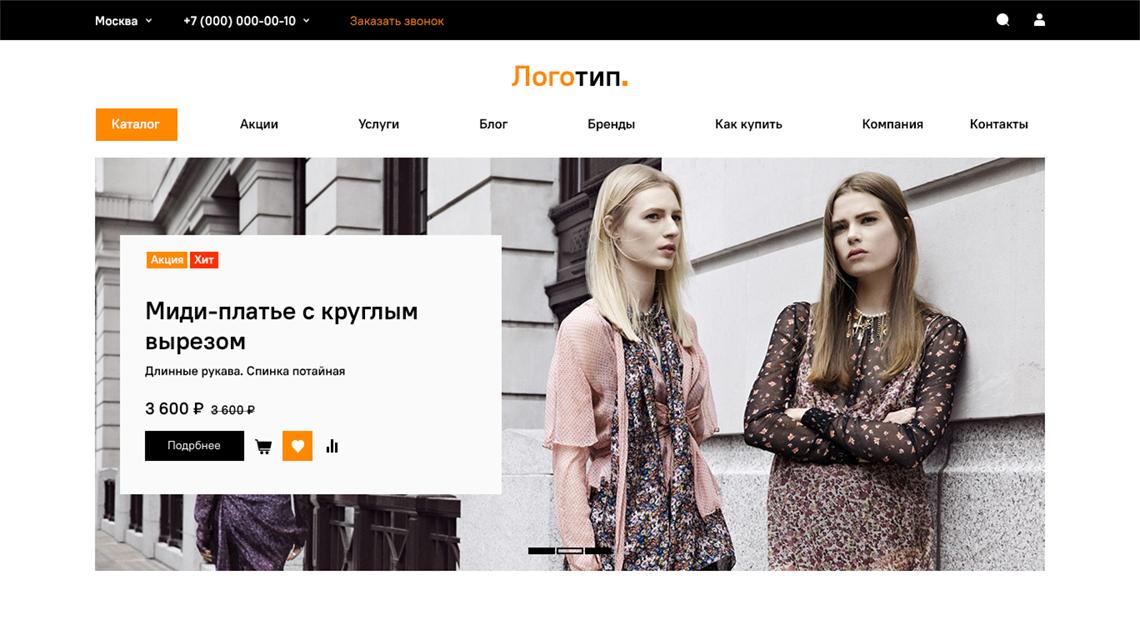 Москва
+7 (000) 000-00-10
Заказать звонок
Логотип.
Каталог
Акции
Услуги
Блог
Бренды
Как купить
Компания
Контакты
Акция Хит
Миди-платье с круглым
вырезом
Длинные рукава. Спинка потайная
3 600 ₽ 3 600 ₽
Подрбнее